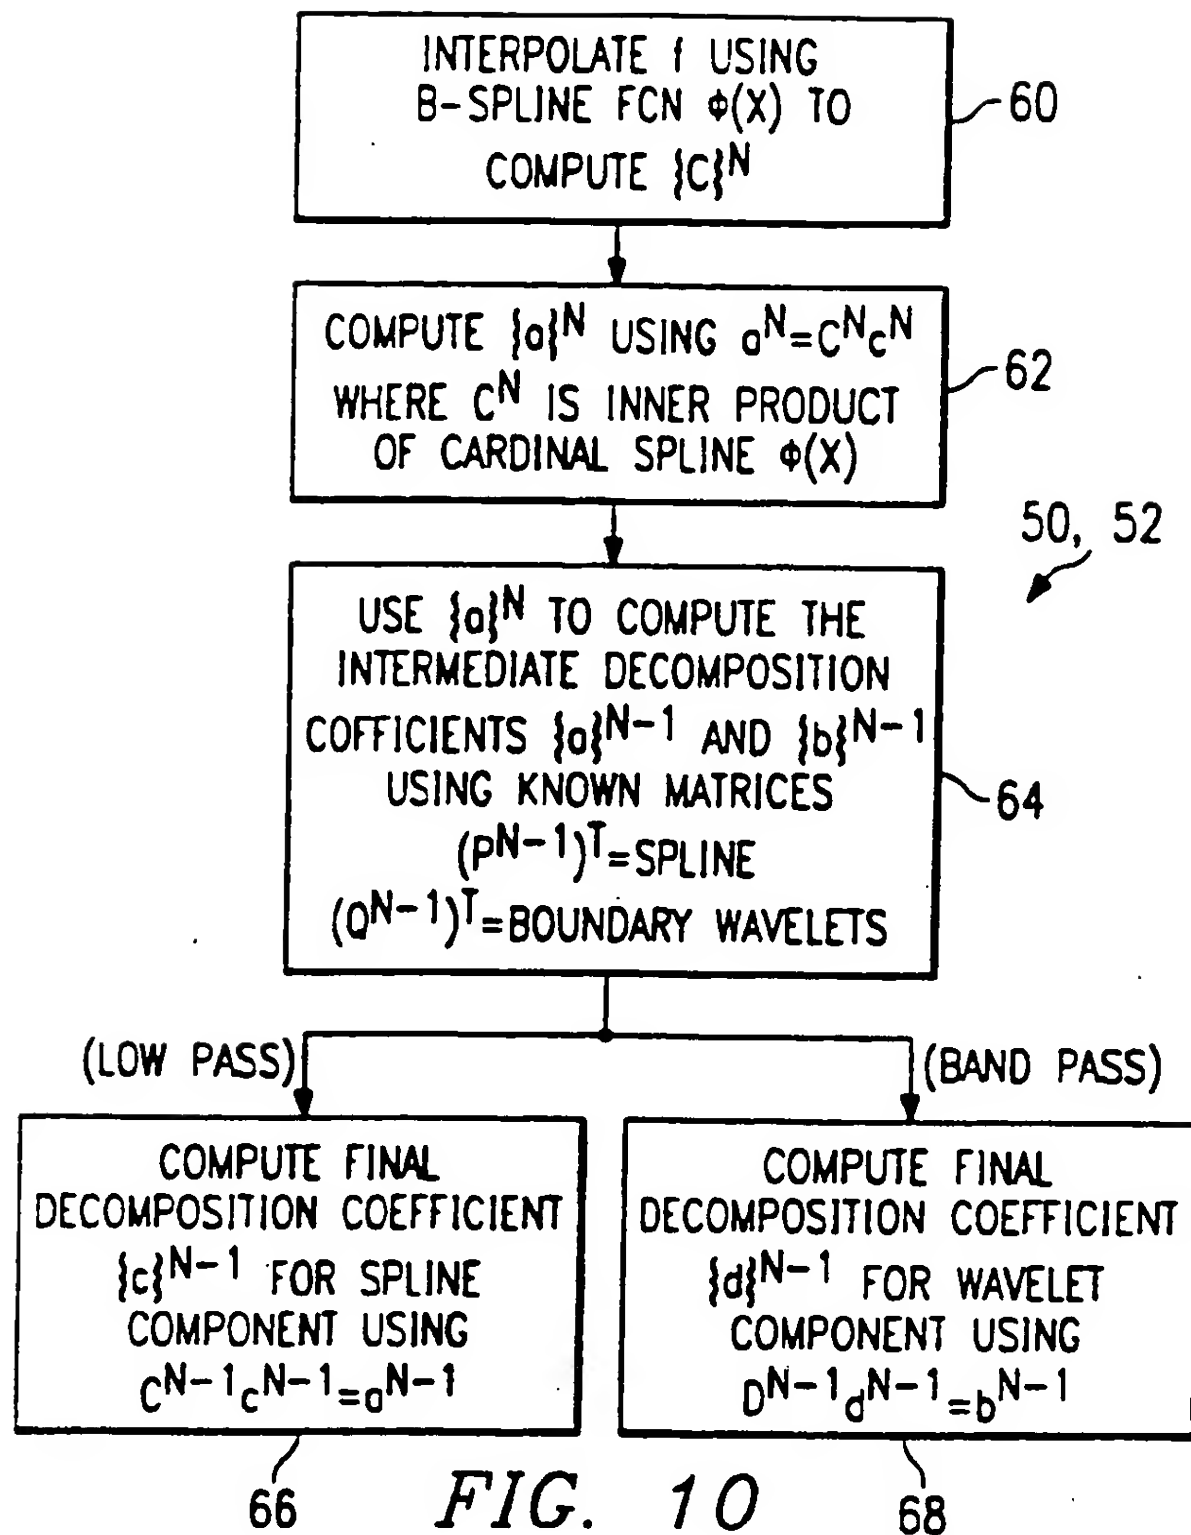 INTERPOLATE f USING
B-SPLINE FCN Φ(X) TO
COMPUTE {C}^N
60
COMPUTE {a}^N USING a^N=C^Nc^N
WHERE C^N IS INNER PRODUCT
OF CARDINAL SPLINE Φ(X)
62
50, 52
USE {a}^N TO COMPUTE THE
INTERMEDIATE DECOMPOSITION
COFFICIENTS {a}^N-1 AND {b}^N-1
USING KNOWN MATRICES
(P^N-1)^T=SPLINE
(Q^N-1)^T=BOUNDARY WAVELETS
64
(LOW PASS)
(BAND PASS)
COMPUTE FINAL
DECOMPOSITION COEFFICIENT
{c}^N-1 FOR SPLINE
COMPONENT USING
C^N-1c^N-1=a^N-1
66
COMPUTE FINAL
DECOMPOSITION COEFFICIENT
{d}^N-1 FOR WAVELET
COMPONENT USING
D^N-1d^N-1=b^N-1
68
FIG. 10